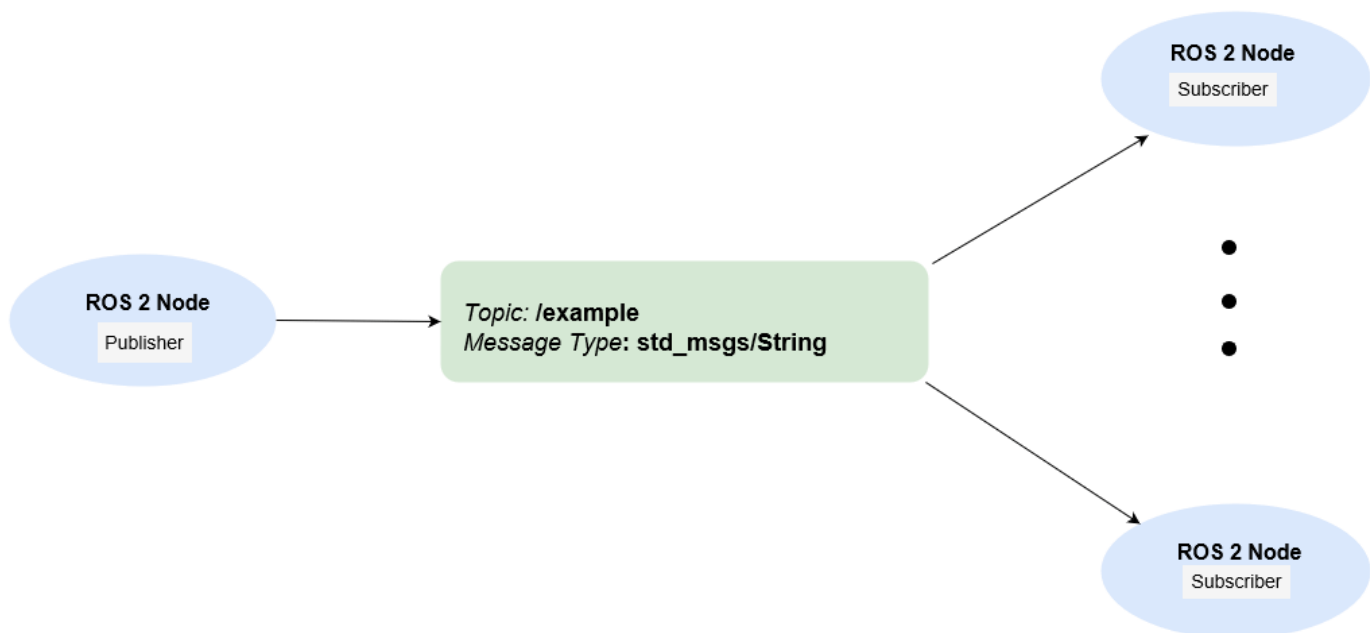 ROS 2 Node
Subscriber
ROS 2 Node
Publisher
Topic: /example
Message Type: std_msgs/String
ROS 2 Node
Subscriber